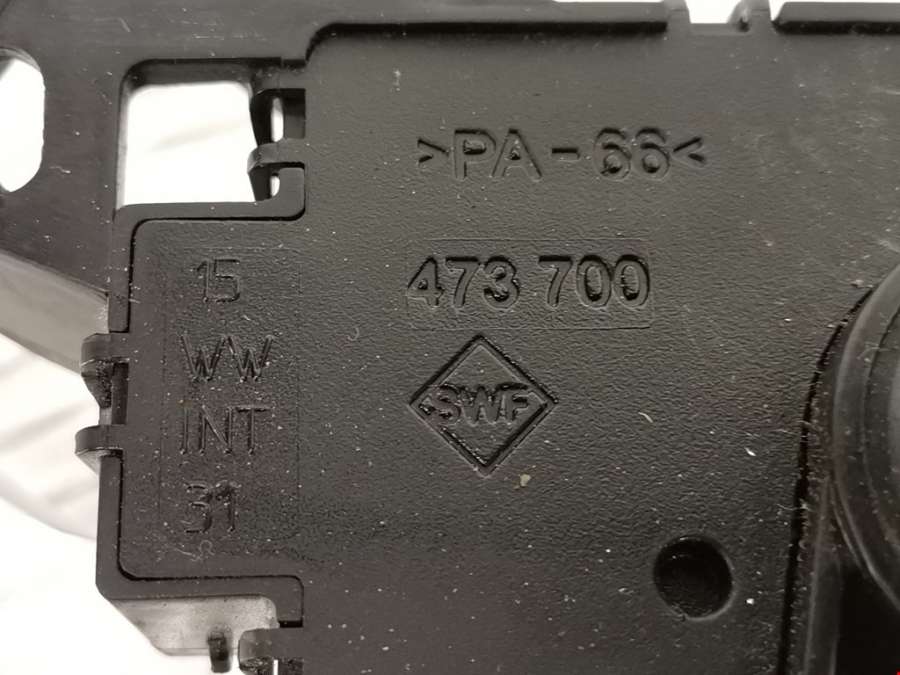 >PA-66<
473 700
SWF
15
WW
INT
31